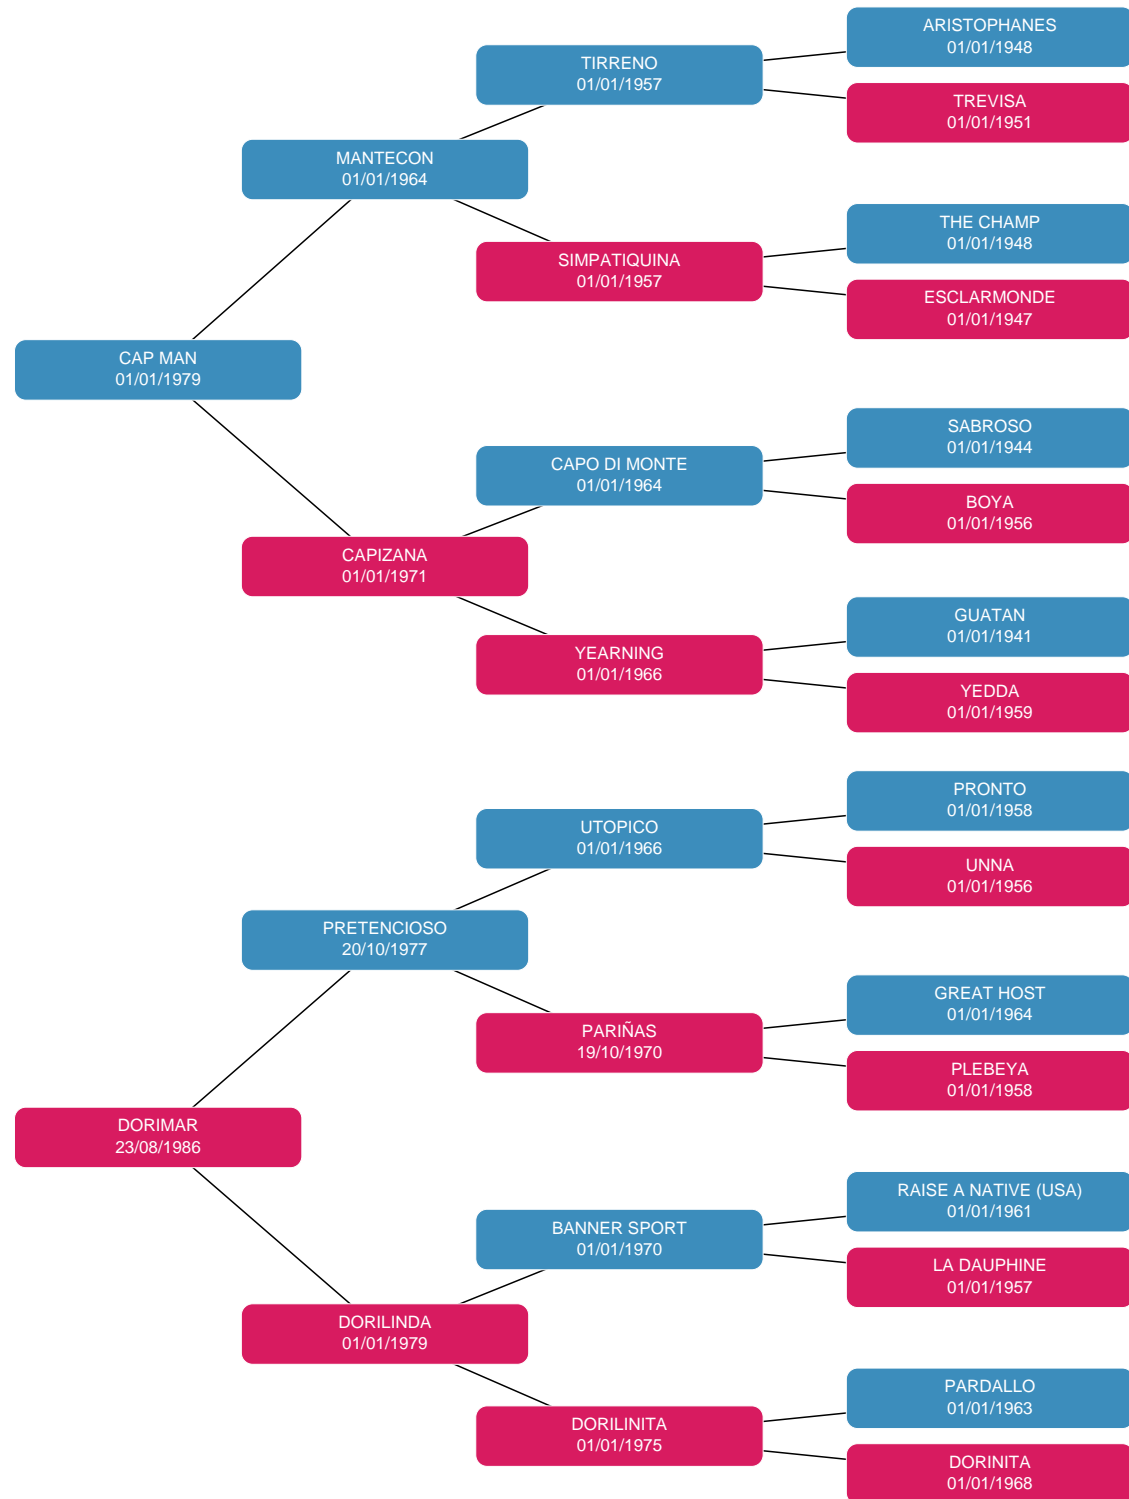 ARISTOPHANES
01/01/1948
TIRRENO
01/01/1957
TREVISA
01/01/1951
MANTECON
01/01/1964
THE CHAMP
01/01/1948
SIMPATIQUINA
01/01/1957
ESCLARMONDE
01/01/1947
CAP MAN
01/01/1979
SABROSO
01/01/1944
CAPO DI MONTE
01/01/1964
BOYA
01/01/1956
CAPIZANA
01/01/1971
GUATAN
01/01/1941
YEARNING
01/01/1966
YEDDA
01/01/1959
PRONTO
01/01/1958
UTOPICO
01/01/1966
UNNA
01/01/1956
PRETENCIOSO
20/10/1977
GREAT HOST
01/01/1964
PARIÑAS
19/10/1970
PLEBEYA
01/01/1958
DORIMAR
23/08/1986
RAISE A NATIVE (USA)
01/01/1961
BANNER SPORT
01/01/1970
LA DAUPHINE
01/01/1957
DORILINDA
01/01/1979
PARDALLO
01/01/1963
DORILINITA
01/01/1975
DORINITA
01/01/1968